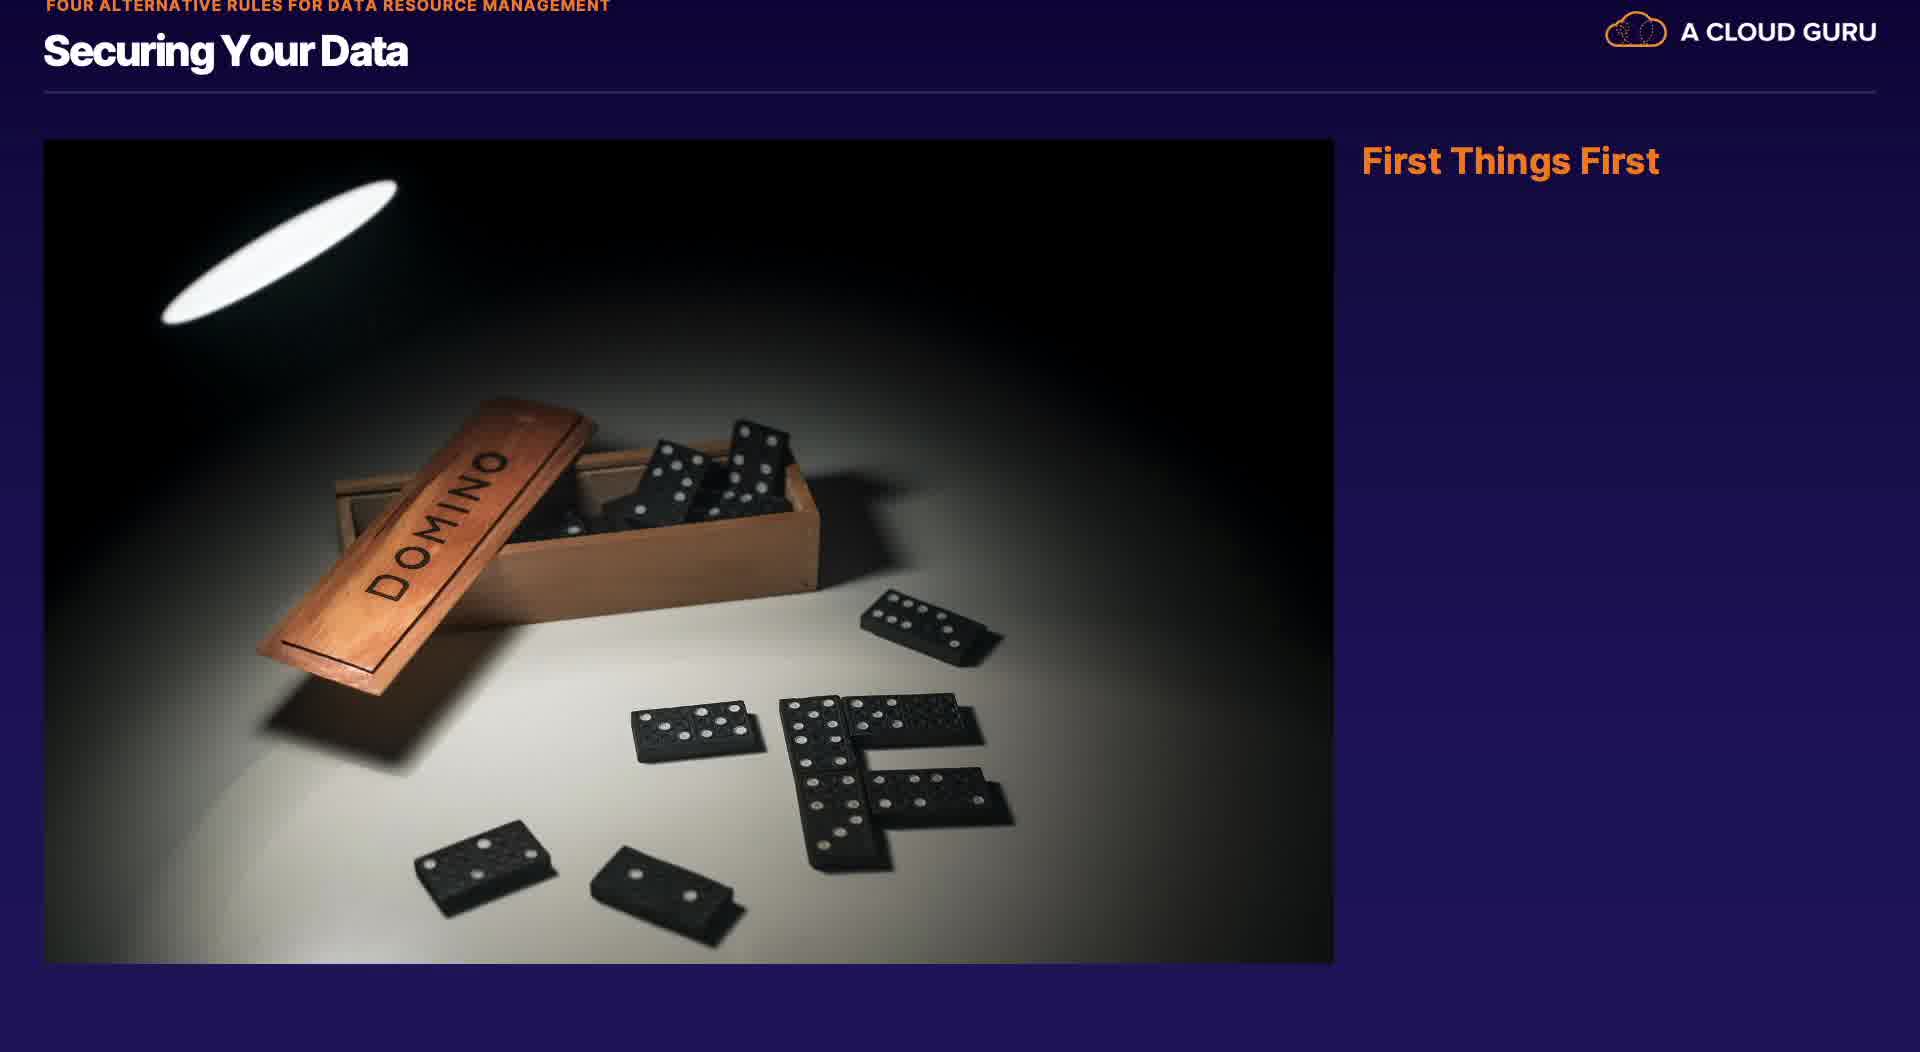 FOUR ALTERNATIVE RULES FOR DATA RESOURCE MANAGEMENT
Securing Your Data
A CLOUD GURU
First Things First
DOMINO